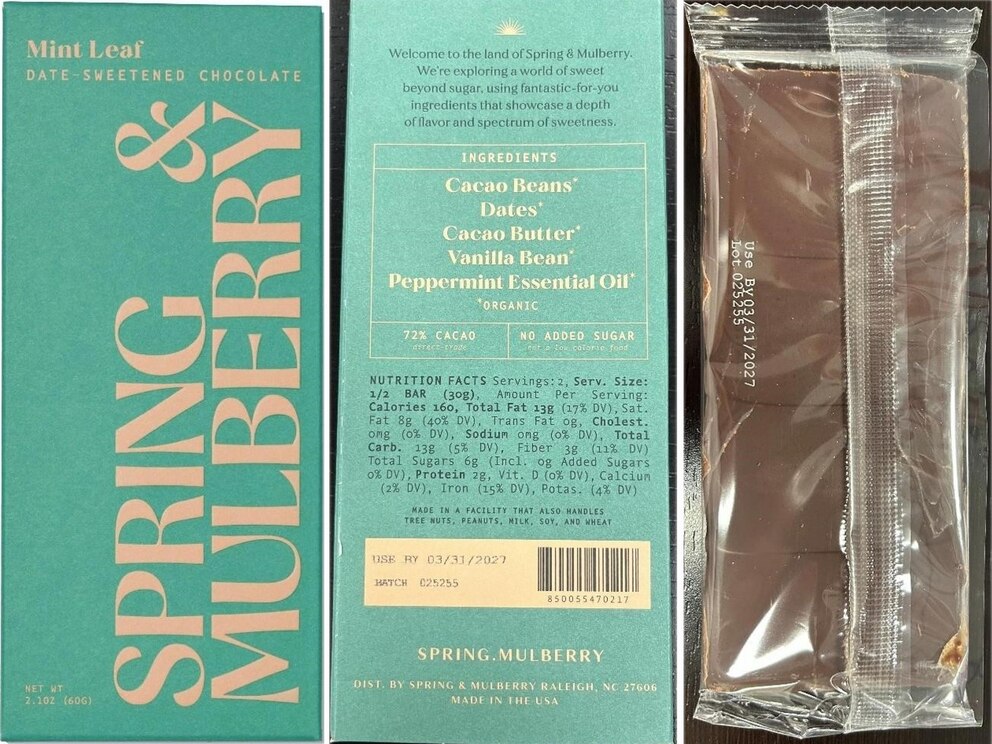 Mint Leaf
DATE-SWEETENED CHOCOLATE
SPRING &
MULBERRY
NET WT
2.1OZ (60G)
Welcome to the land of Spring & Mulberry.
We're exploring a world of sweet
beyond sugar, using fantastic-for-you
ingredients that showcase a depth
of flavor and spectrum of sweetness.
INGREDIENTS
Cacao Beans*
Dates*
Cacao Butter*
Vanilla Bean*
Peppermint Essential Oil*
*ORGANIC
72% CACAO
direct trade
NO ADDED SUGAR
not a low calorie food
NUTRITION FACTS Servings: 2, Serv. Size:
1/2 BAR (30g), Amount Per Serving:
Calories 160, Total Fat 13g (17% DV), Sat.
Fat 8g (40% DV), Trans Fat 0g, Cholest.
0mg (0% DV), Sodium 0mg (0% DV), Total
Carb. 13g (5% DV), Fiber 3g (11% DV)
Total Sugars 6g (Incl. 0g Added Sugars
0% DV), Protein 2g, Vit. D (0% DV), Calcium
(2% DV), Iron (15% DV), Potas. (4% DV)
MADE IN A FACILITY THAT ALSO HANDLES
TREE NUTS, PEANUTS, MILK, SOY, AND WHEAT
USE BY 03/31/2027
BATCH 025255
850055470217
SPRING.MULBERRY
DIST. BY SPRING & MULBERRY RALEIGH, NC 27606
MADE IN THE USA
Use By 03/31/2027
Lot 025255